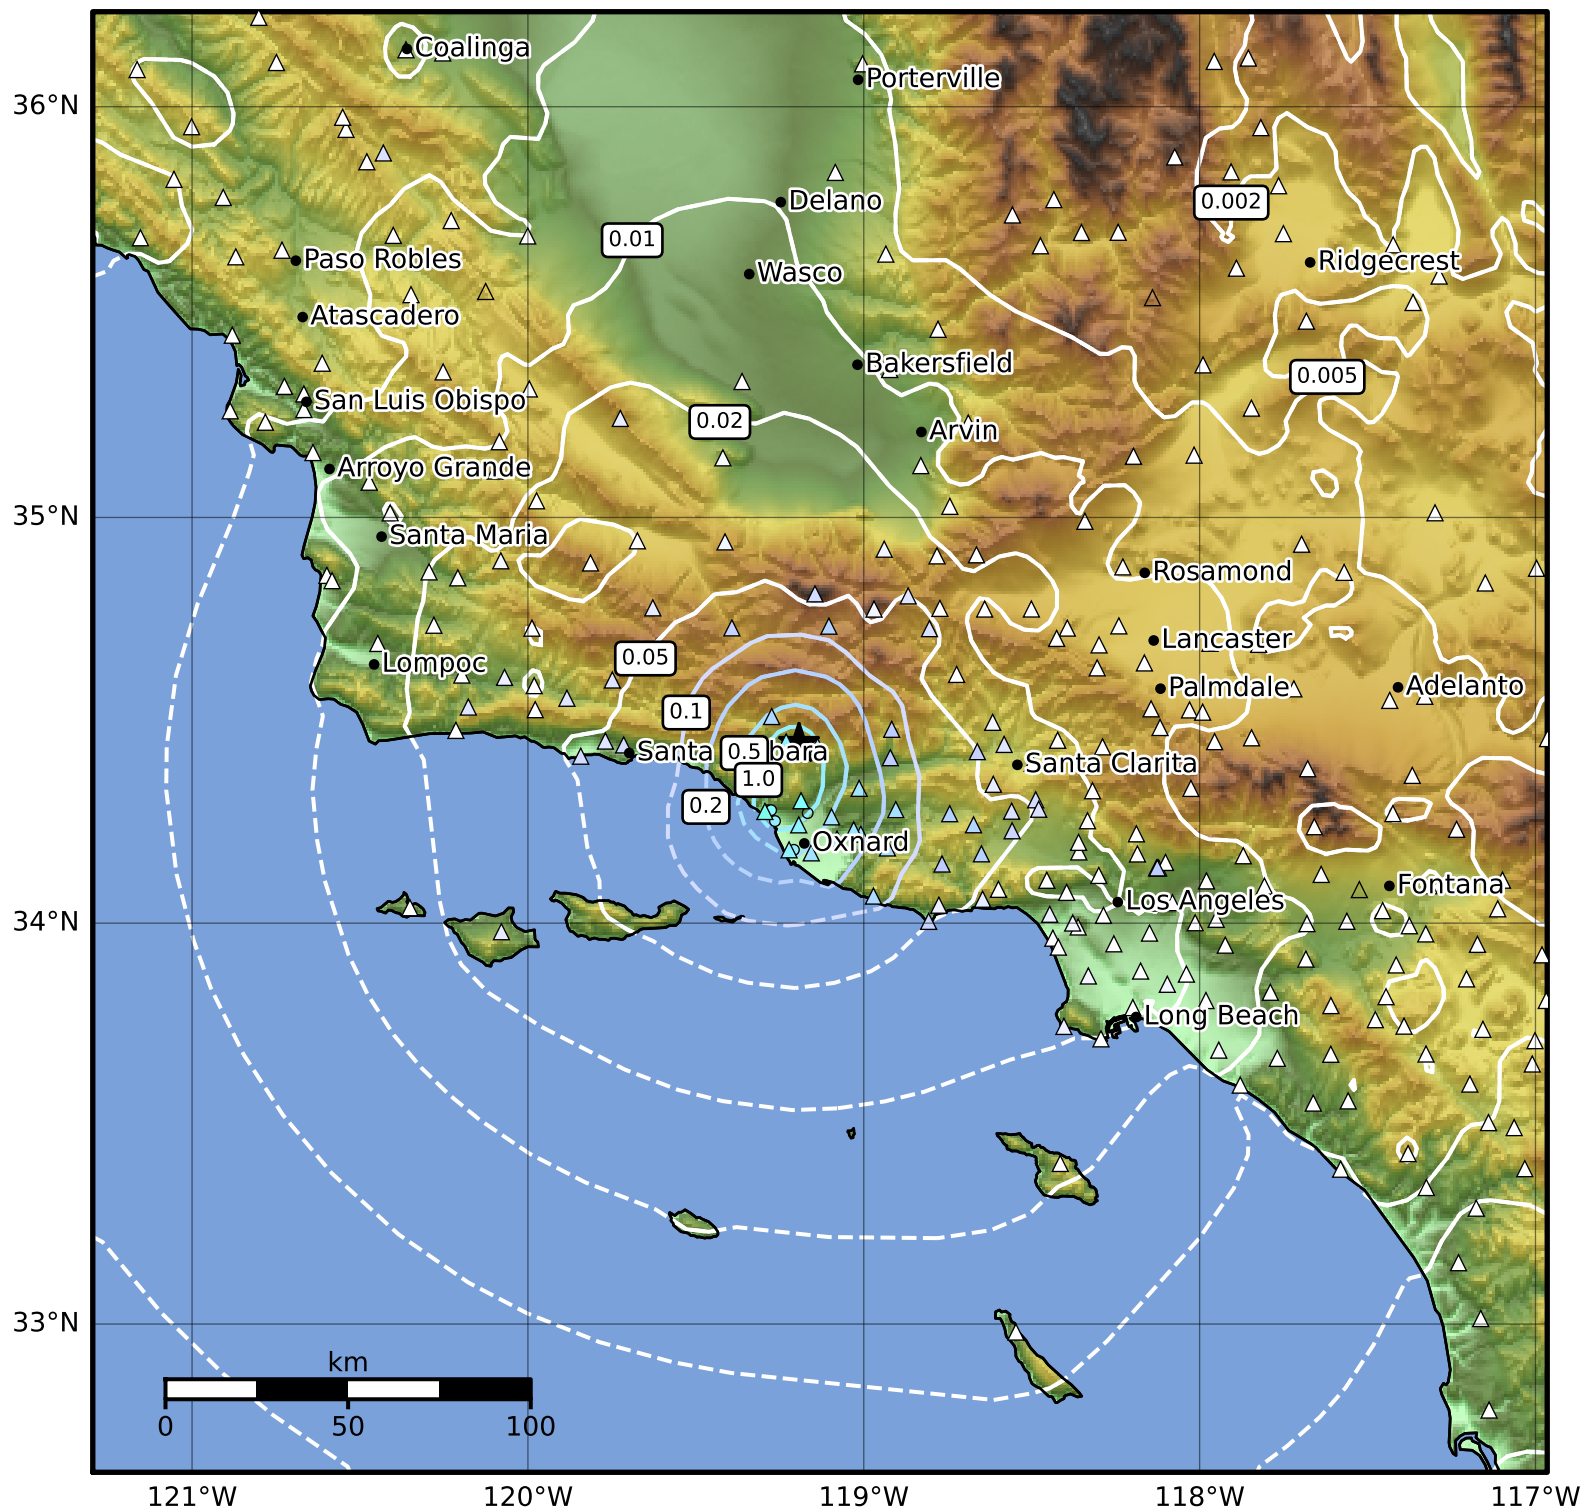 Coalinga
Porterville
36°N
0.002
Delano
0.01
Paso Robles
Wasco
Ridgecrest
Atascadero
Bakersfield
0.005
San Luis Obispo
0.02
Arvin
Arroyo Grande
35°N
Santa Maria
Rosamond
Lancaster
Lompoc
0.05
Palmdale
Adelanto
0.1
Santa bara
0.5
Santa Clarita
1.0
0.2
Oxnard
Fontana
Los Angeles
34°N
Long Beach
33°N
km
0 50 100
121°W 120°W 119°W 118°W 117°W